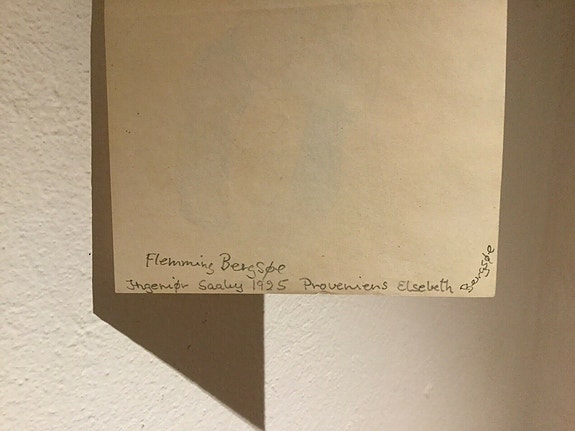 Flemming Bergsøe
Ingeniør Saaby 1925 Proveniens Elsebeth Bergsøe